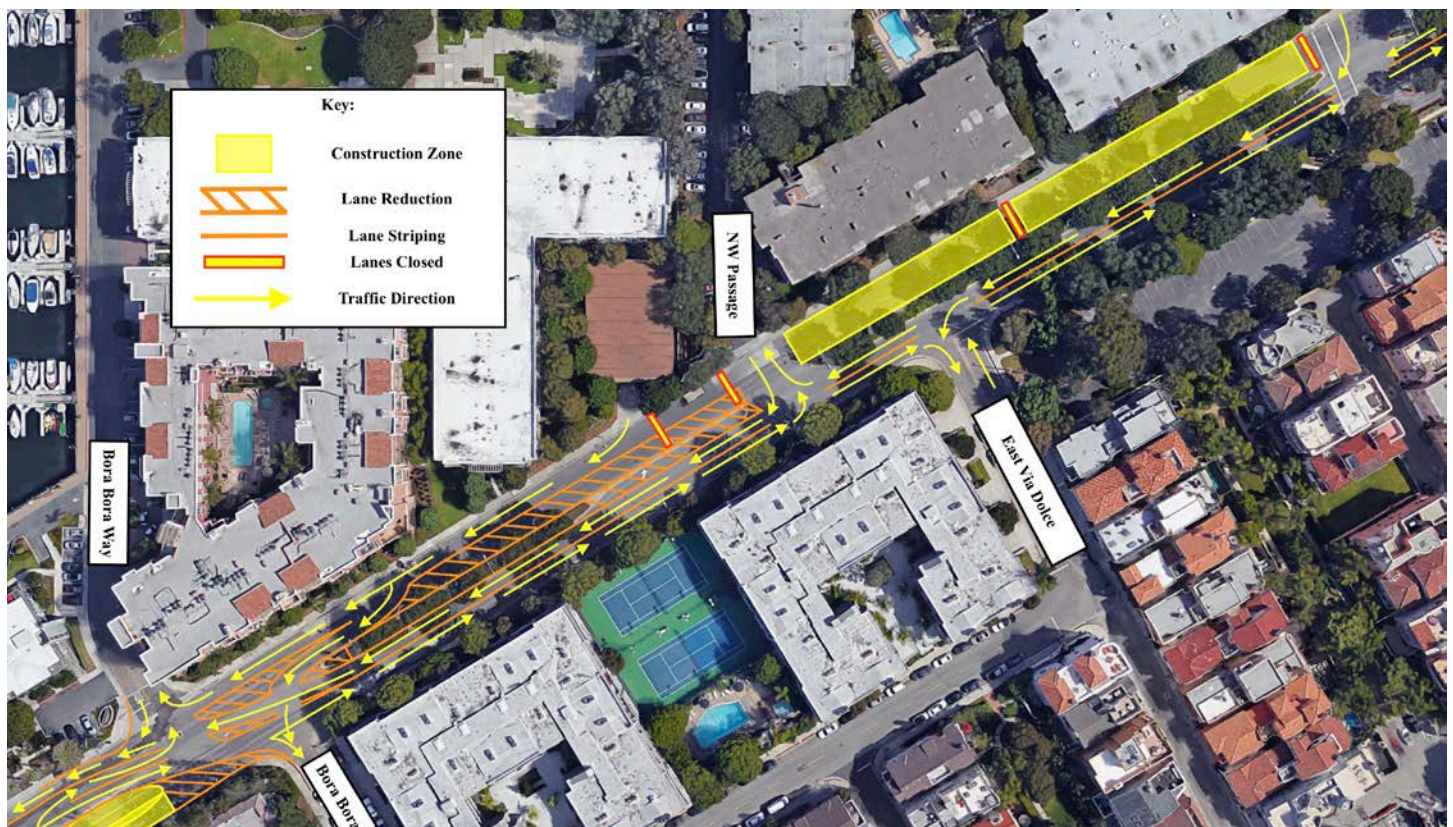 Key:
Construction Zone
Lane Reduction
Lane Striping
Lanes Closed
Traffic Direction
NW Passage
East Via Dolce
Bora Bora Way
Bora Bora